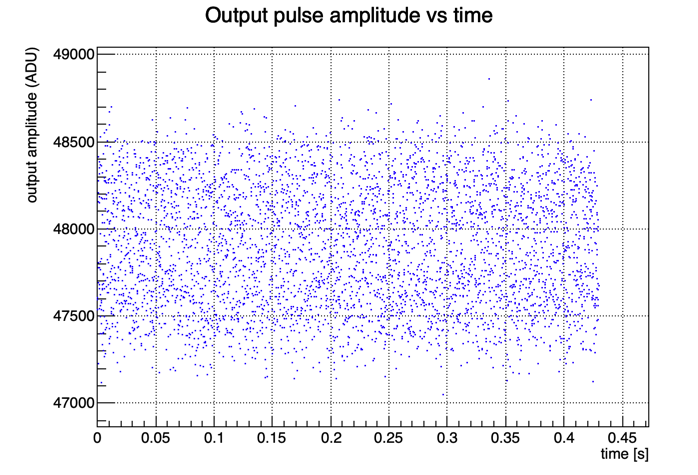 Output pulse amplitude vs time
output amplitude (ADU)
49000
48500
48000
47500
47000
0 0.05 0.1 0.15 0.2 0.25 0.3 0.35 0.4 0.45
time [s]